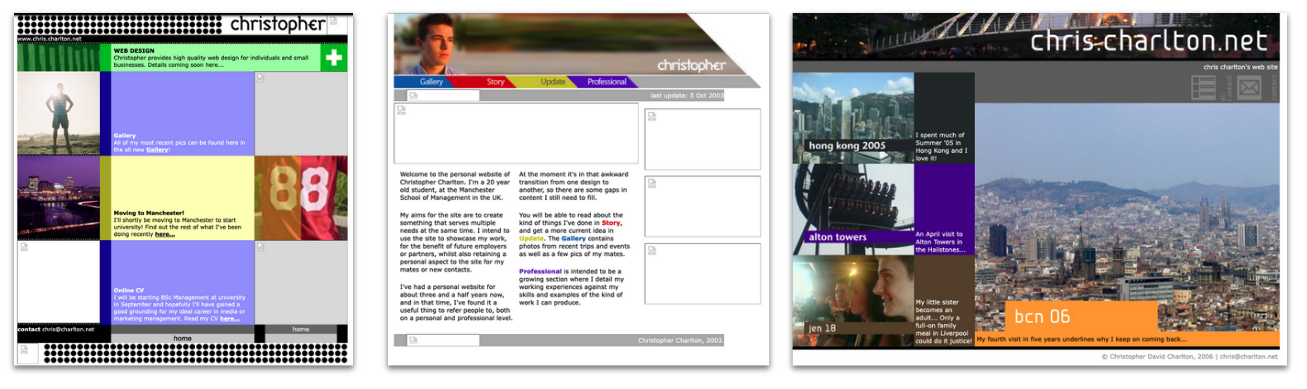 christopher
www.chris.charlton.net
WEB DESIGN
Christopher provides high quality web design for individuals and small
businesses. Details coming soon here...
Gallery
All of my most recent pics can be found here in
the all new Gallery!
88
Moving to Manchester!
I'll shortly be moving to Manchester to start
university! Find out the rest of what I've been
doing recently here...
Online CV
I will be starting BSc Management at university
in September and hopefully I'll have gained a
good grounding for my ideal career in media or
marketing management. Read my CV here...
contact chris@charlton.net
home
home
christopher
Gallery
Story
Update
Professional
last update: 5 Oct 2003
Welcome to the personal website of
Christopher Charlton. I'm a 20 year
old student, at the Manchester
School of Management in the UK.
My aims for the site are to create
something that serves multiple
needs at the same time. I intend to
use the site to showcase my work,
for the benefit of future employers
or partners, whilst also retaining a
personal aspect to the site for my
mates or new contacts.
I've had a personal website for
about three and a half years now,
and in that time, I've found it a
useful thing to refer people to, both
on a personal and professional level.
At the moment it's in that awkward
transition from one design to
another, so there are some gaps in
content I still need to fill.
You will be able to read about the
kind of things I've done in Story,
and get a more current idea in
Update. The Gallery contains
photos from recent trips and events
as well as a few pics of my mates.
Professional is intended to be a
growing section where I detail my
working experiences against my
skills and examples of the kind of
work I can produce.
Christopher Charlton, 2003.
chris.charlton.net
chris charlton's web site
hong kong 2005
I spent much of
Summer '05 in
Hong Kong and I
love it!
alton towers
An April visit to
Alton Towers in
the Hailstones...
jen 18
My little sister
becomes an
adult... Only a
full-on family
meal in Liverpool
could do it justice!
bcn 06
My fourth visit in five years underlines why I keep on coming back...
© Christopher David Charlton, 2006 | chris@charlton.net